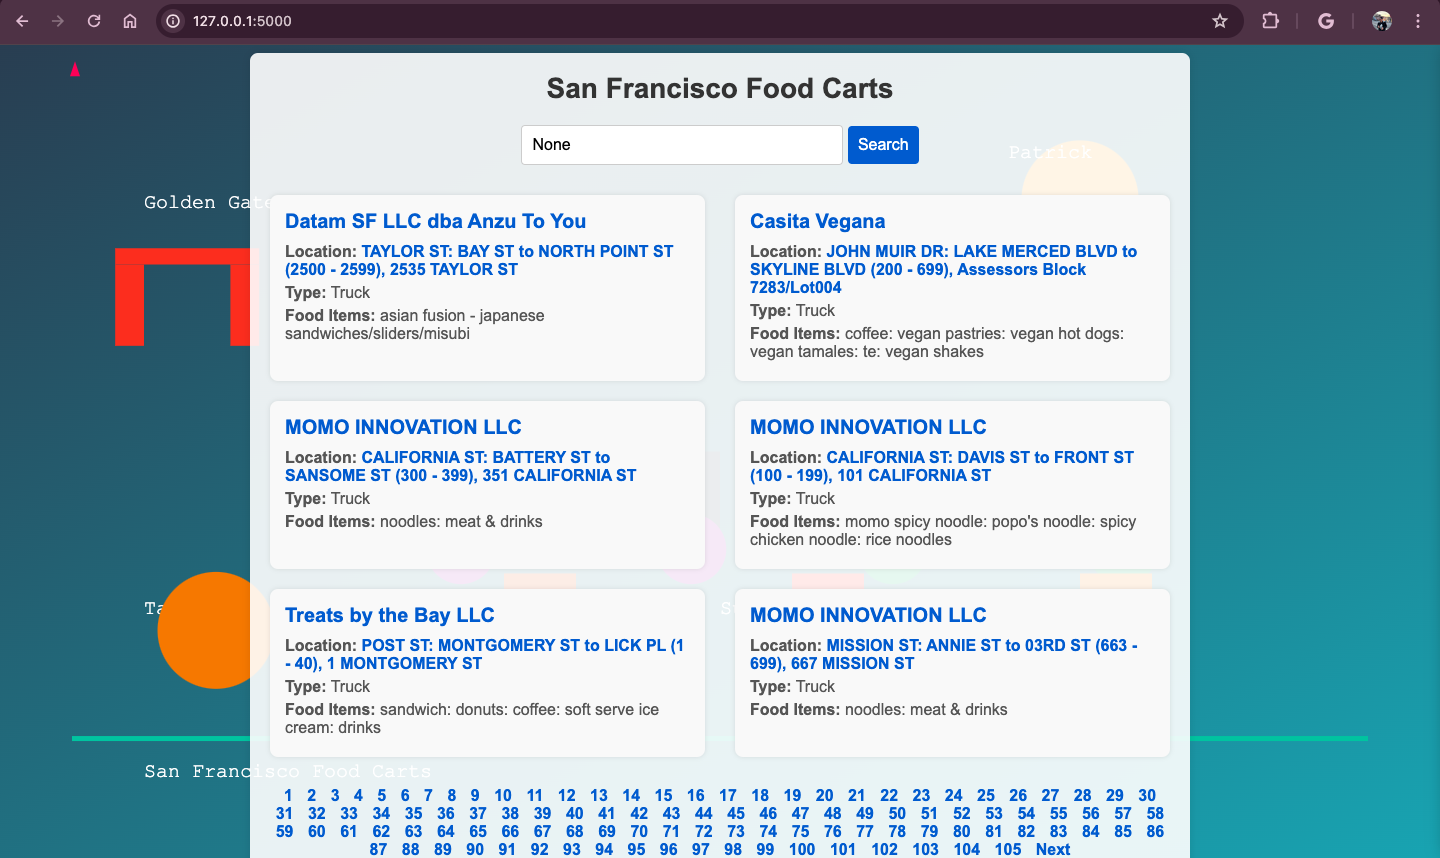 127.0.0.1:5000
San Francisco Food Carts
None
Search
Patrick
Golden Gate
Datam SF LLC dba Anzu To You
Location: TAYLOR ST: BAY ST to NORTH POINT ST
(2500 - 2599), 2535 TAYLOR ST
Type: Truck
Food Items: asian fusion - japanese
sandwiches/sliders/misubi
Casita Vegana
Location: JOHN MUIR DR: LAKE MERCED BLVD to
SKYLINE BLVD (200 - 699), Assessors Block
7283/Lot004
Type: Truck
Food Items: coffee: vegan pastries: vegan hot dogs:
vegan tamales: te: vegan shakes
MOMO INNOVATION LLC
Location: CALIFORNIA ST: BATTERY ST to
SANSOME ST (300 - 399), 351 CALIFORNIA ST
Type: Truck
Food Items: noodles: meat & drinks
MOMO INNOVATION LLC
Location: CALIFORNIA ST: DAVIS ST to FRONT ST
(100 - 199), 101 CALIFORNIA ST
Type: Truck
Food Items: momo spicy noodle: popo's noodle: spicy
chicken noodle: rice noodles
Treats by the Bay LLC
Location: POST ST: MONTGOMERY ST to LICK PL (1
- 40), 1 MONTGOMERY ST
Type: Truck
Food Items: sandwich: donuts: coffee: soft serve ice
cream: drinks
MOMO INNOVATION LLC
Location: MISSION ST: ANNIE ST to 03RD ST (663 -
699), 667 MISSION ST
Type: Truck
Food Items: noodles: meat & drinks
San Francisco Food Carts
1 2 3 4 5 6 7 8 9 10 11 12 13 14 15 16 17 18 19 20 21 22 23 24 25 26 27 28 29 30
31 32 33 34 35 36 37 38 39 40 41 42 43 44 45 46 47 48 49 50 51 52 53 54 55 56 57 58
59 60 61 62 63 64 65 66 67 68 69 70 71 72 73 74 75 76 77 78 79 80 81 82 83 84 85 86
87 88 89 90 91 92 93 94 95 96 97 98 99 100 101 102 103 104 105 Next